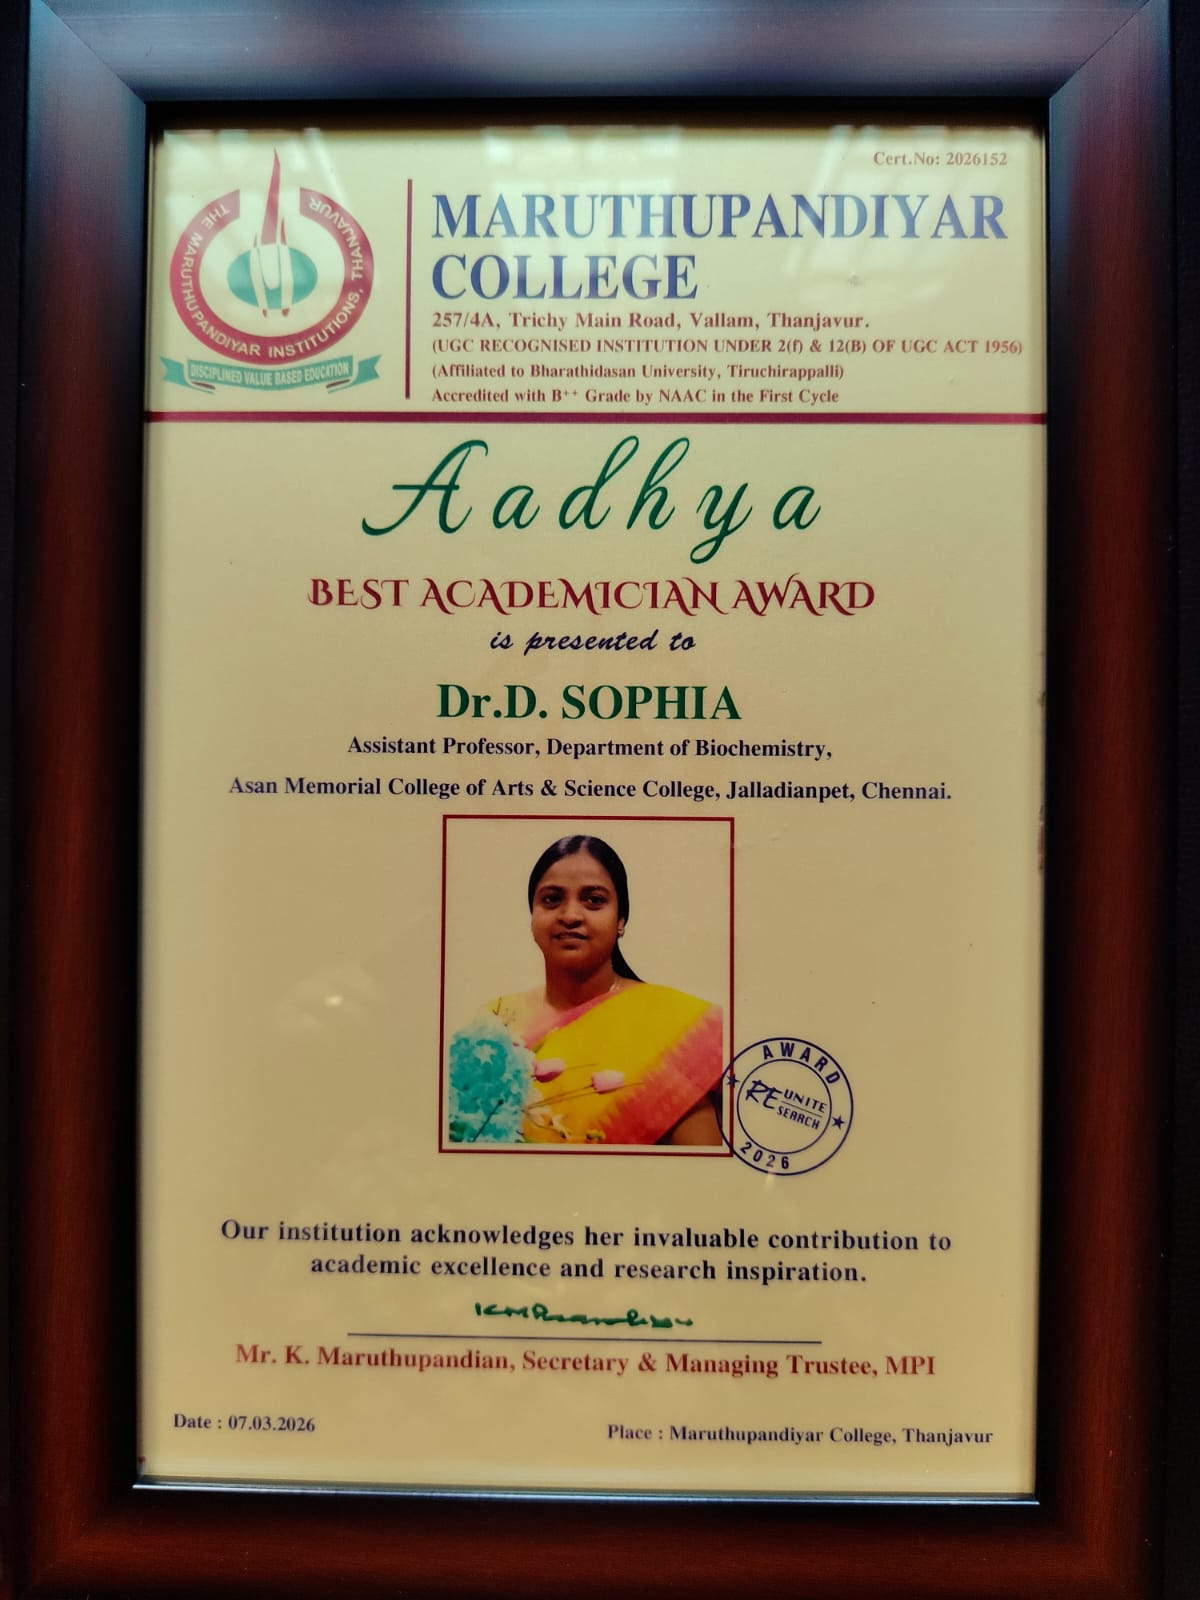 Cert.No: 2026152
THE MARUTHUPANDIYAR INSTITUTIONS, THANJAVUR
DISCIPLINED VALUE BASED EDUCATION
MARUTHUPANDIYAR
COLLEGE
257/4A, Trichy Main Road, Vallam, Thanjavur.
(UGC RECOGNISED INSTITUTION UNDER 2(f) & 12(B) OF UGC ACT 1956)
(Affiliated to Bharathidasan University, Tiruchirappalli)
Accredited with B++ Grade by NAAC in the First Cycle
Aadhya
BEST ACADEMICIAN AWARD
is presented to
Dr.D. SOPHIA
Assistant Professor, Department of Biochemistry,
Asan Memorial College of Arts & Science College, Jalladianpet, Chennai.
AWARD
REUNITE
SEARCH
2026
Our institution acknowledges her invaluable contribution to
academic excellence and research inspiration.
Mr. K. Maruthupandian, Secretary & Managing Trustee, MPI
Date : 07.03.2026
Place : Maruthupandiyar College, Thanjavur